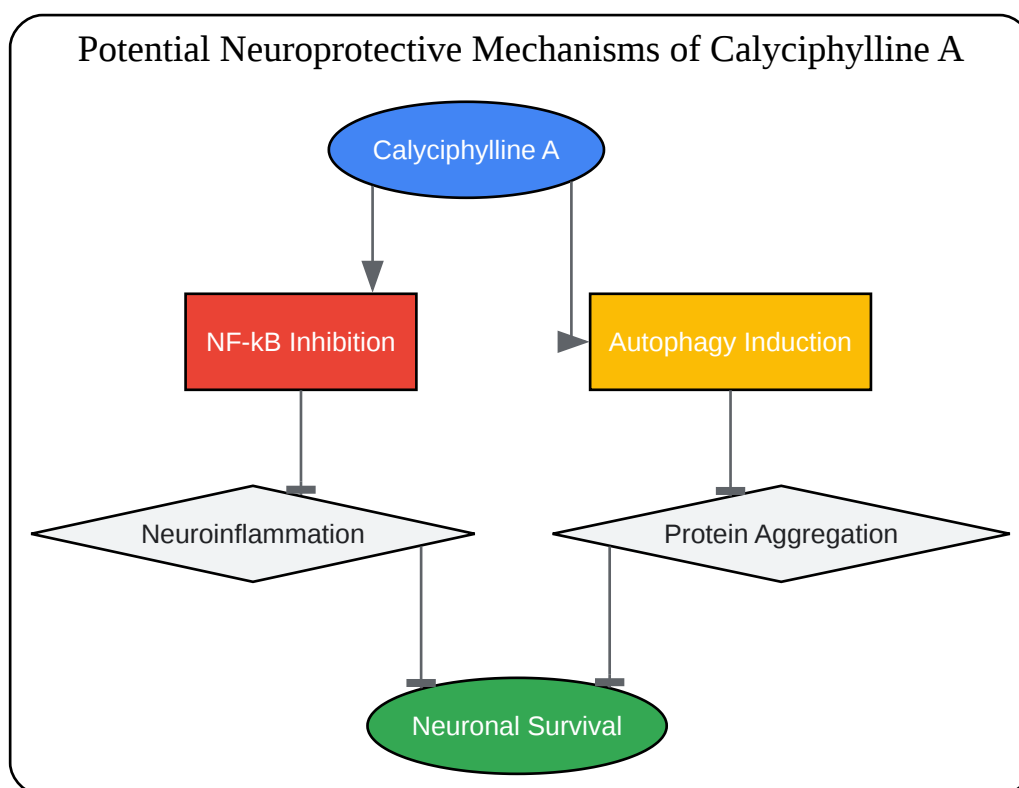 Potential Neuroprotective Mechanisms of Calyciphylline A
Calyciphylline A
NF-kB Inhibition
Autophagy Induction
Neuroinflammation
Protein Aggregation
Neuronal Survival